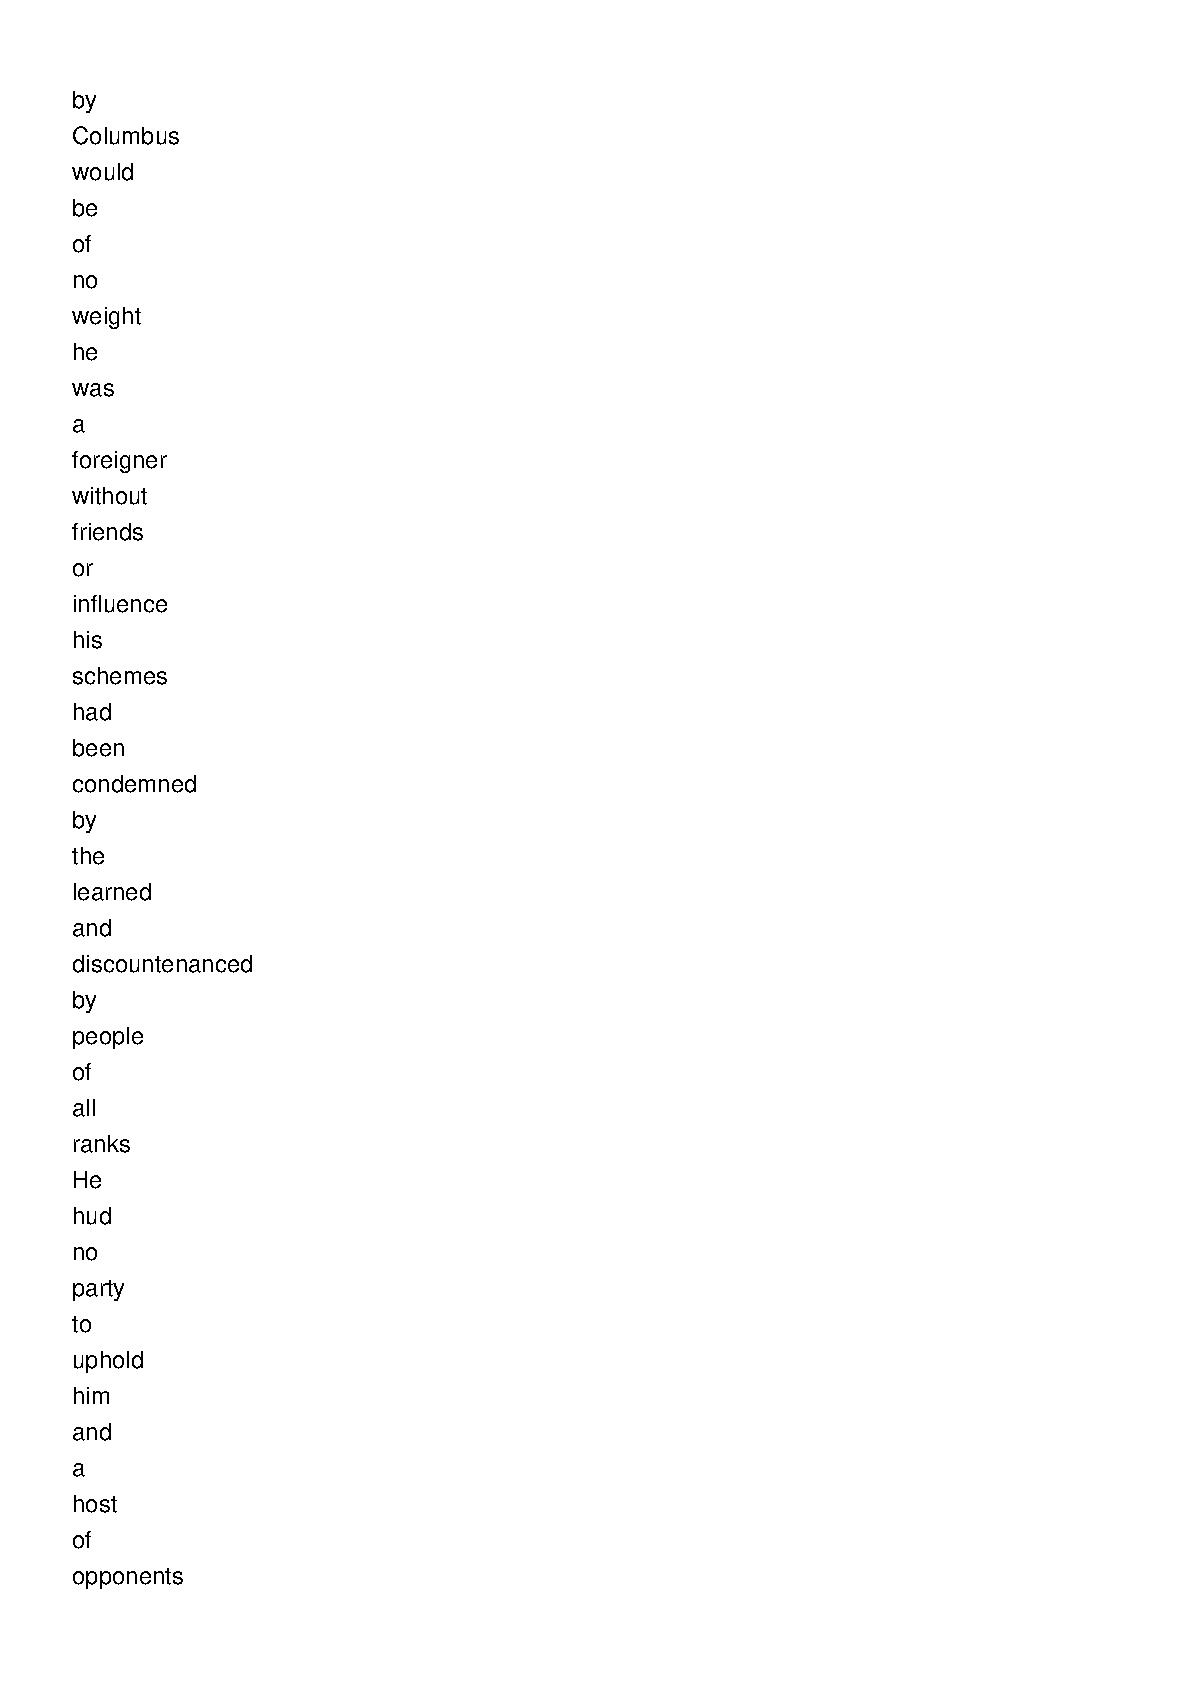 by
Columbus
would
be
of
no
weight
he
was
a
foreigner
without
friends
or
influence
his
schemes
had
been
condemned
by
the
learned
and
discountenanced
by
people
of
all
ranks
He
hud
no
party
to
uphold
him
and
a
host
of
opponents